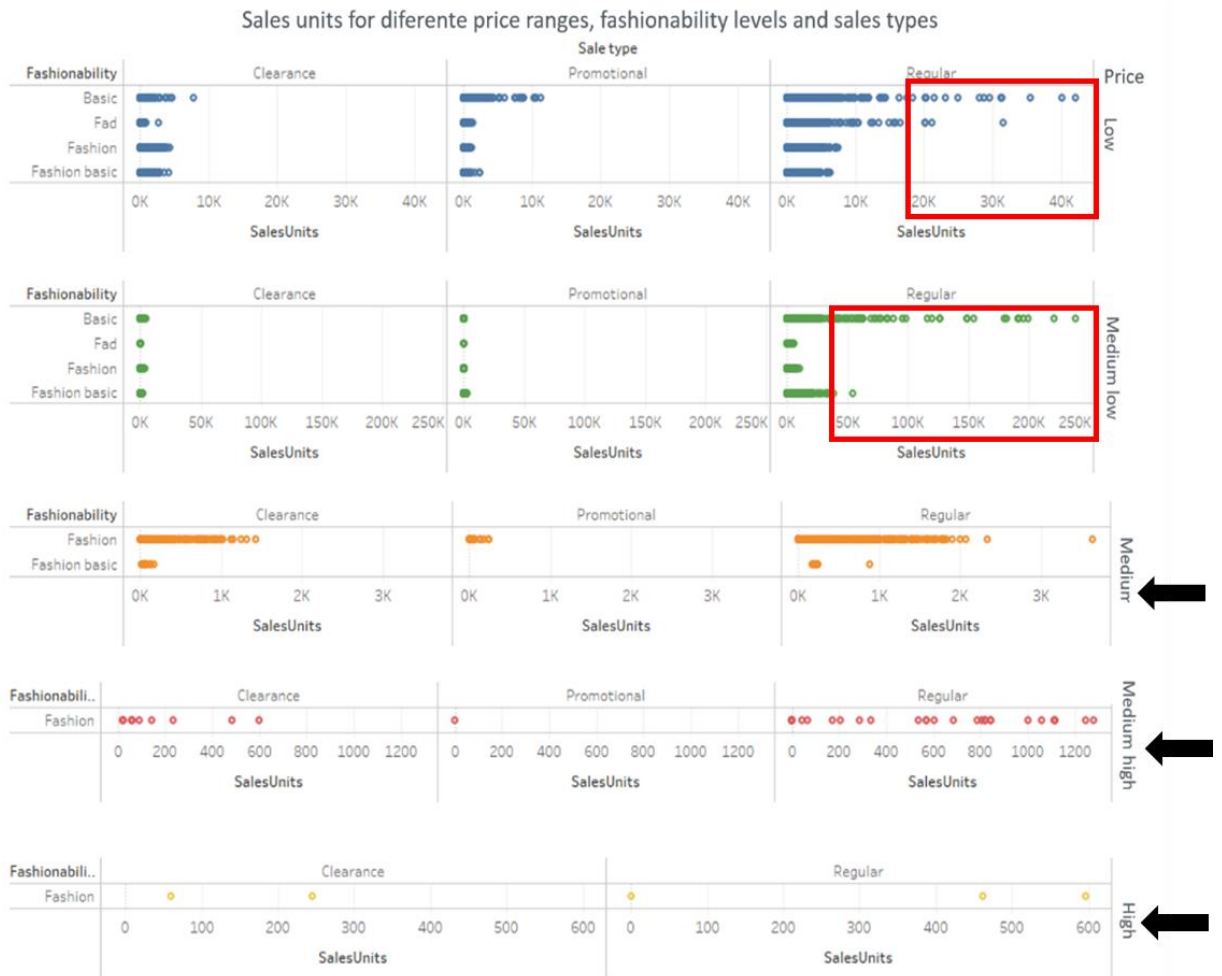 Sales units for diferente price ranges, fashionability levels and sales types
Sale type
Fashionability Clearance Promotional Regular Price
Basic
Fad
Fashion
Fashion basic
Low
0K 10K 20K 30K 40K 0K 10K 20K 30K 40K 0K 10K 20K 30K 40K
SalesUnits SalesUnits SalesUnits
Fashionability Clearance Promotional Regular
Basic
Fad
Fashion
Fashion basic
Medium low
0K 50K 100K 150K 200K 250K 0K 50K 100K 150K 200K 250K 0K 50K 100K 150K 200K 250K
SalesUnits SalesUnits SalesUnits
Fashionability Clearance Promotional Regular
Fashion
Fashion basic
Medium
0K 1K 2K 3K 0K 1K 2K 3K 0K 1K 2K 3K
SalesUnits SalesUnits SalesUnits
Fashionabili.. Clearance Promotional Regular
Fashion
Medium high
0 200 400 600 800 1000 1200 0 200 400 600 800 1000 1200 0 200 400 600 800 1000 1200
SalesUnits SalesUnits SalesUnits
Fashionabili.. Clearance Regular
Fashion
High
0 100 200 300 400 500 600 0 100 200 300 400 500 600
SalesUnits SalesUnits